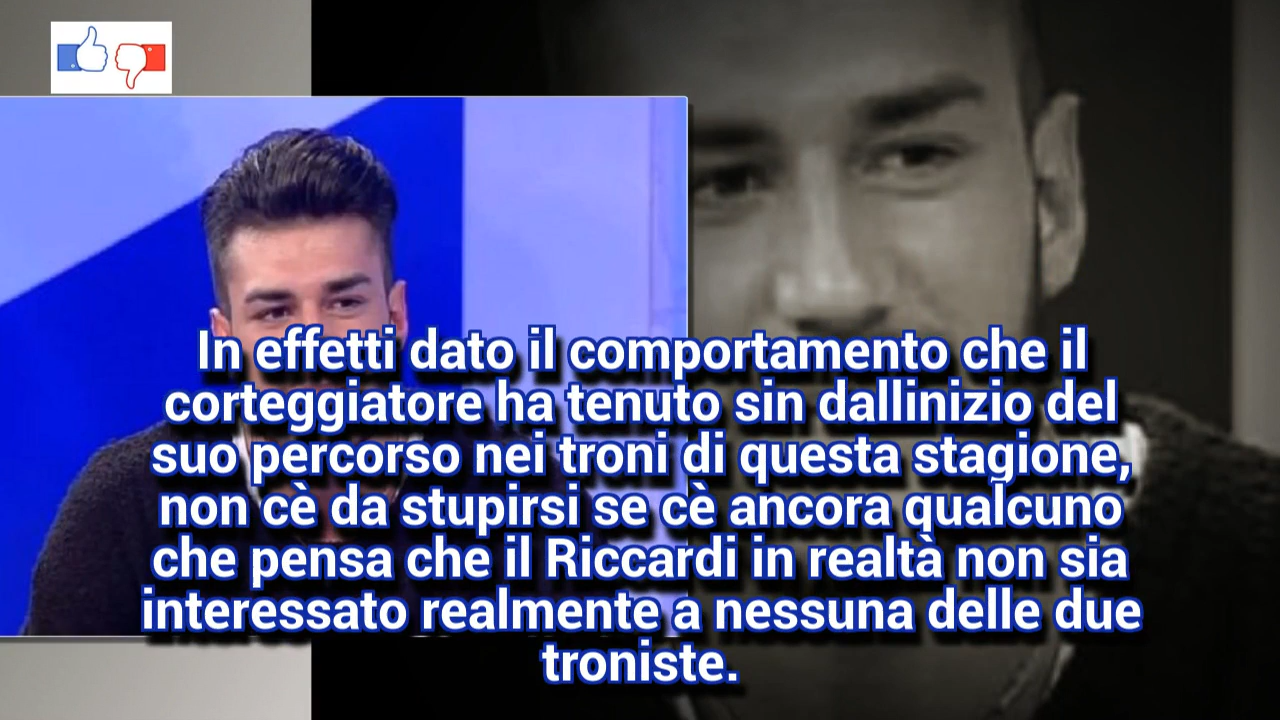 In effetti dato il comportamento che il
corteggiatore ha tenuto sin dallinizio del
suo percorso nei troni di questa stagione,
non cè da stupirsi se cè ancora qualcuno
che pensa che il Riccardi in realtà non sia
interessato realmente a nessuna delle due
troniste.